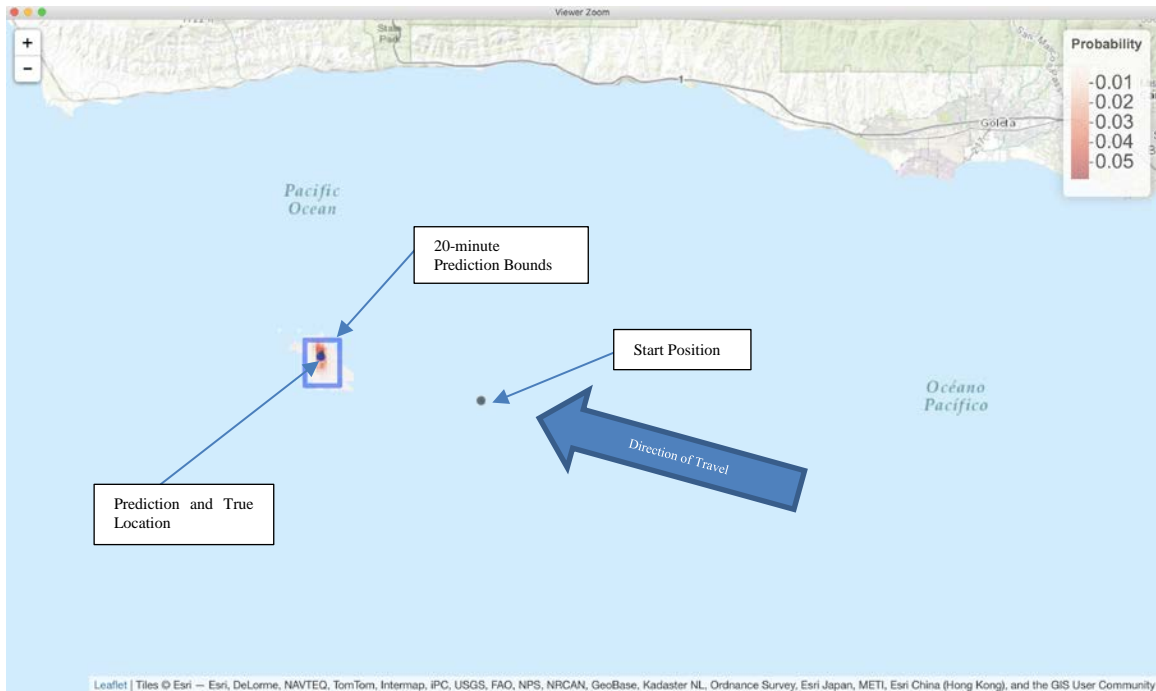 Viewer Zoom
+
−
State
Park
1
Goleta
Probability
-0.01
-0.02
-0.03
-0.04
-0.05
Pacific
Ocean
20-minute
Prediction Bounds
Start Position
Océano
Pacífico
Direction of Travel
Prediction and True
Location
Leaflet | Tiles © Esri — Esri, DeLorme, NAVTEQ, TomTom, Intermap, iPC, USGS, FAO, NPS, NRCAN, GeoBase, Kadaster NL, Ordnance Survey, Esri Japan, METI, Esri China (Hong Kong), and the GIS User Community